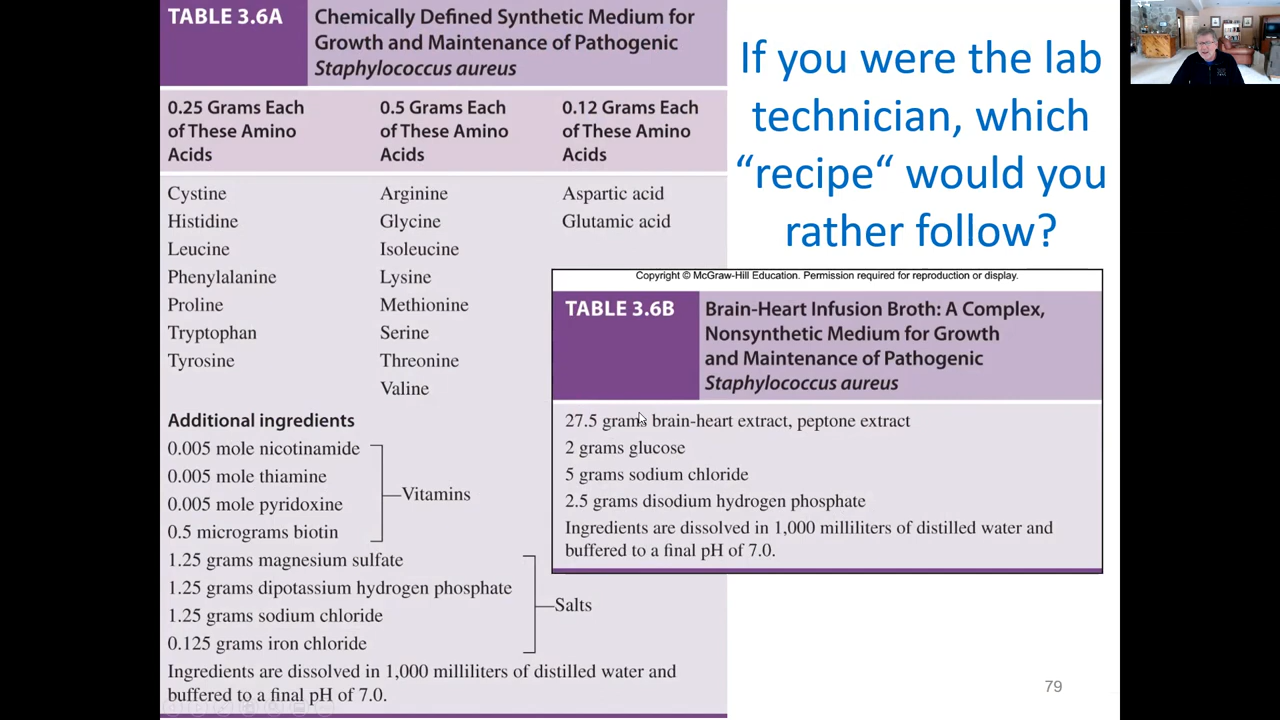 TABLE 3.6A
Chemically Defined Synthetic Medium for
Growth and Maintenance of Pathogenic
Staphylococcus aureus
0.25 Grams Each
of These Amino
Acids
0.5 Grams Each
of These Amino
Acids
0.12 Grams Each
of These Amino
Acids
Cystine
Histidine
Leucine
Phenylalanine
Proline
Tryptophan
Tyrosine
Arginine
Glycine
Isoleucine
Lysine
Methionine
Serine
Threonine
Valine
Aspartic acid
Glutamic acid
Additional ingredients
0.005 mole nicotinamide
0.005 mole thiamine
0.005 mole pyridoxine
0.5 micrograms biotin
Vitamins
1.25 grams magnesium sulfate
1.25 grams dipotassium hydrogen phosphate
1.25 grams sodium chloride
0.125 grams iron chloride
Salts
Ingredients are dissolved in 1,000 milliliters of distilled water and
buffered to a final pH of 7.0.
If you were the lab
technician, which
“recipe“ would you
rather follow?
Copyright © McGraw-Hill Education. Permission required for reproduction or display.
TABLE 3.6B
Brain-Heart Infusion Broth: A Complex,
Nonsynthetic Medium for Growth
and Maintenance of Pathogenic
Staphylococcus aureus
27.5 grams brain-heart extract, peptone extract
2 grams glucose
5 grams sodium chloride
2.5 grams disodium hydrogen phosphate
Ingredients are dissolved in 1,000 milliliters of distilled water and
buffered to a final pH of 7.0.
79